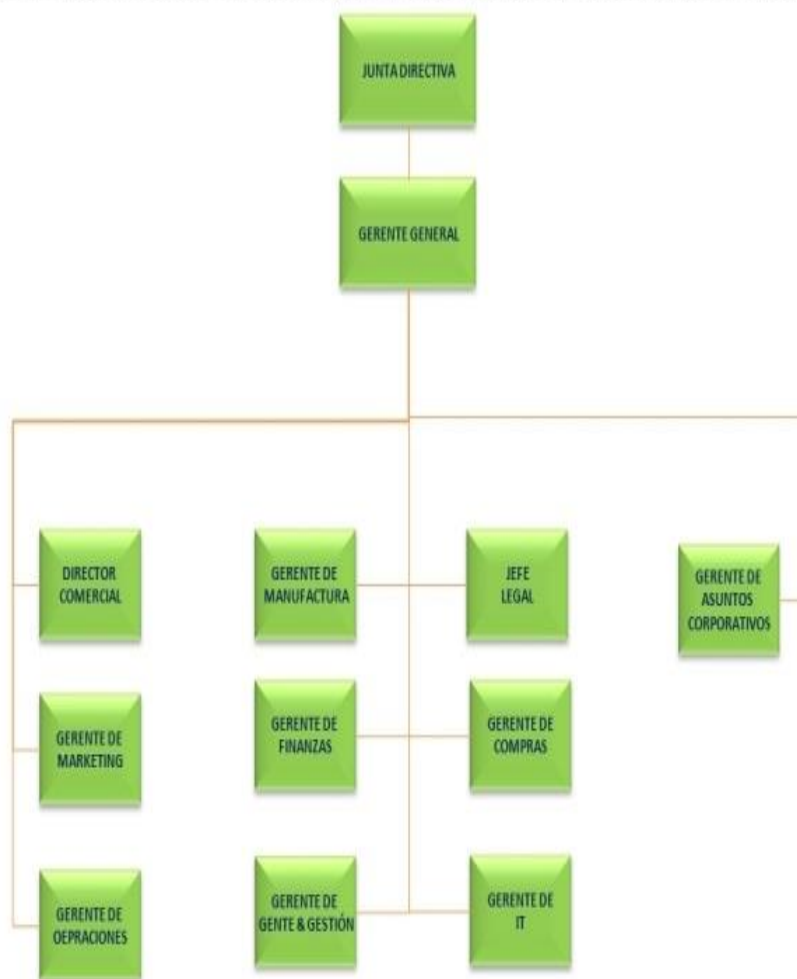 JUNTA DIRECTIVA
GERENTE GENERAL
DIRECTOR
COMERCIAL
GERENTE DE
MANUFACTURA
JEFE
LEGAL
GERENTE DE
ASUNTOS
CORPORATIVOS
GERENTE DE
MARKETING
GERENTE DE
FINANZAS
GERENTE DE
COMPRAS
GERENTE DE
OEPRACIONES
GERENTE DE
GENTE & GESTIÓN
GERENTE DE
IT